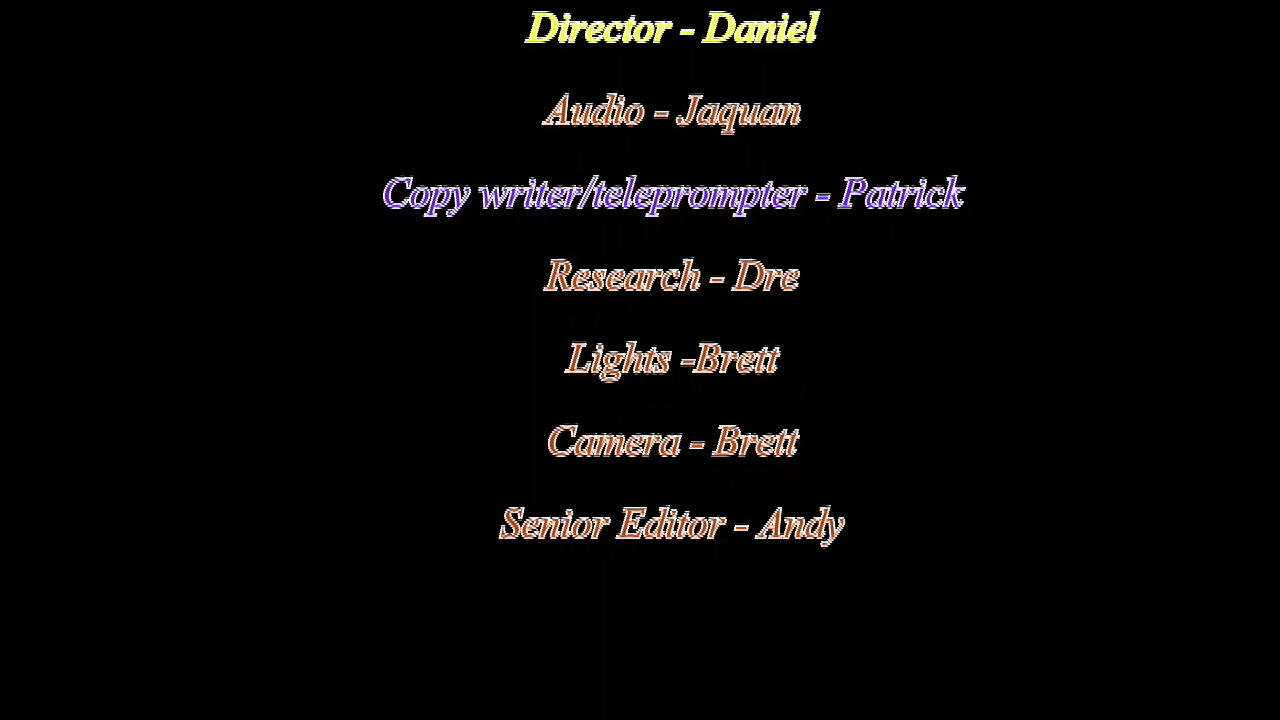 Director - Daniel
Audio - Jaquan
Copy writer/teleprompter - Patrick
Research - Dre
Lights -Brett
Camera - Brett
Senior Editor - Andy